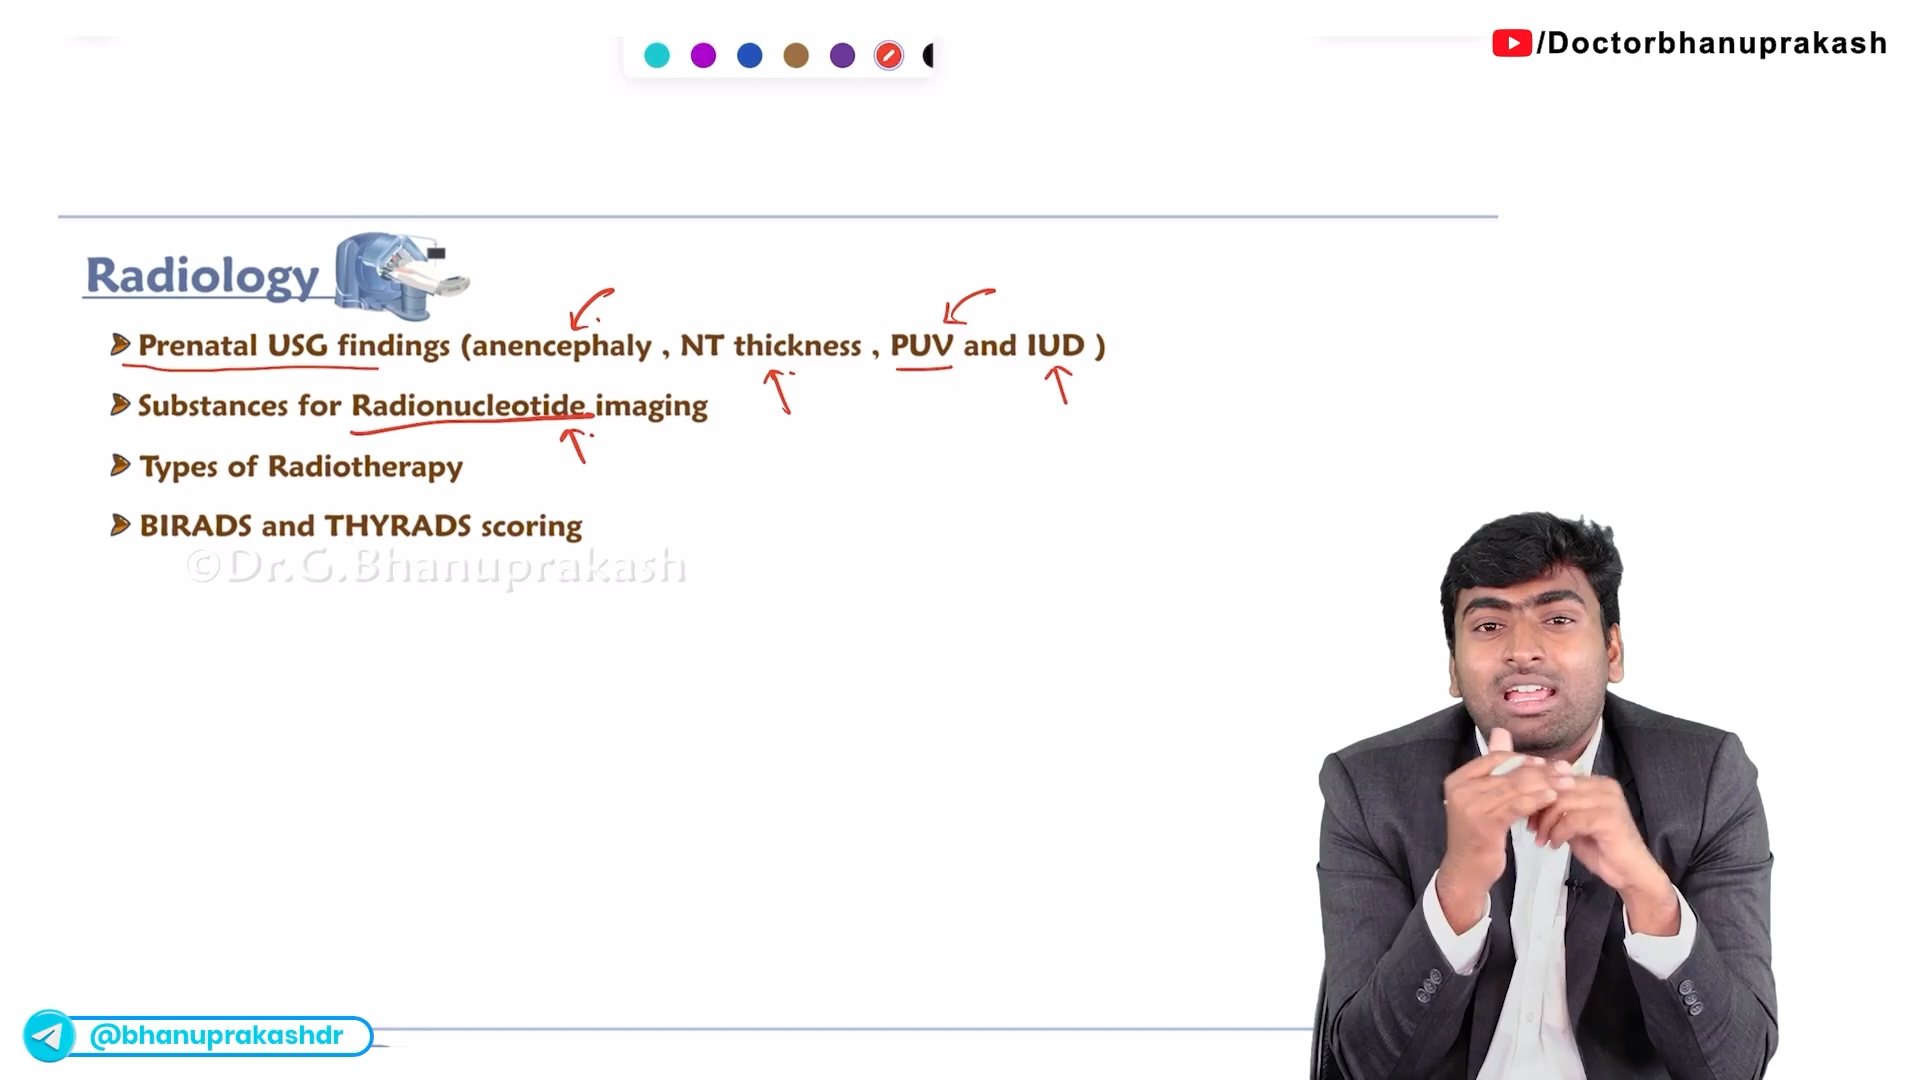 /Doctorbhanuprakash
Radiology
Prenatal USG findings (anencephaly , NT thickness , PUV and IUD )
Substances for Radionucleotide imaging
Types of Radiotherapy
BIRADS and THYRADS scoring
©Dr.G.Bhanuprakash
@bhanuprakashdr